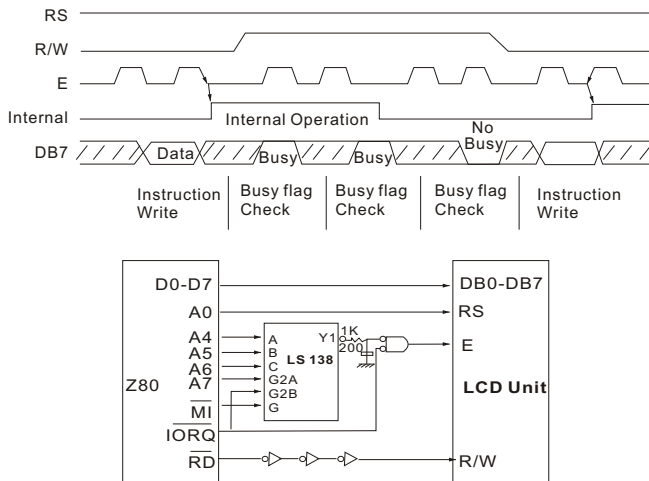 RS
R/W
E
Internal
Internal Operation
No
Busy
DB7
Data
Busy
Busy
Instruction
Write
Busy flag
Check
Busy flag
Check
Busy flag
Check
Instruction
Write
D0-D7
DB0-DB7
A0
RS
A4
A
Y1
1K
A5
B
200
E
A6
C
LS 138
A7
G2A
Z80
G2B
LCD Unit
MI
G
IORQ
RD
R/W